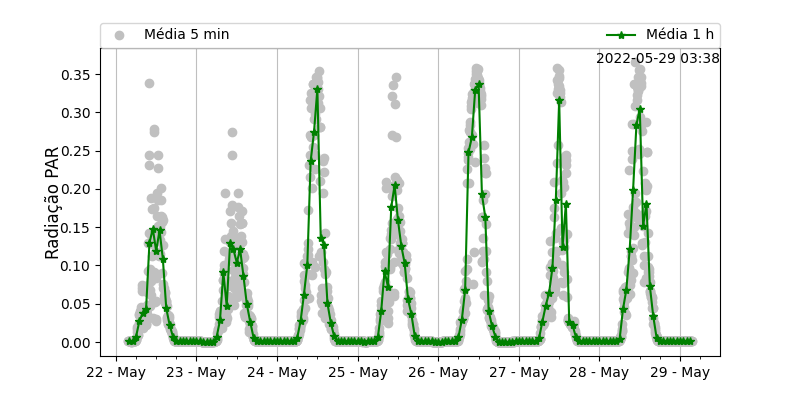 Média 5 min
Média 1 h
2022-05-29 03:38
Radiação PAR
0.35
0.30
0.25
0.20
0.15
0.10
0.05
0.00
22 - May
23 - May
24 - May
25 - May
26 - May
27 - May
28 - May
29 - May